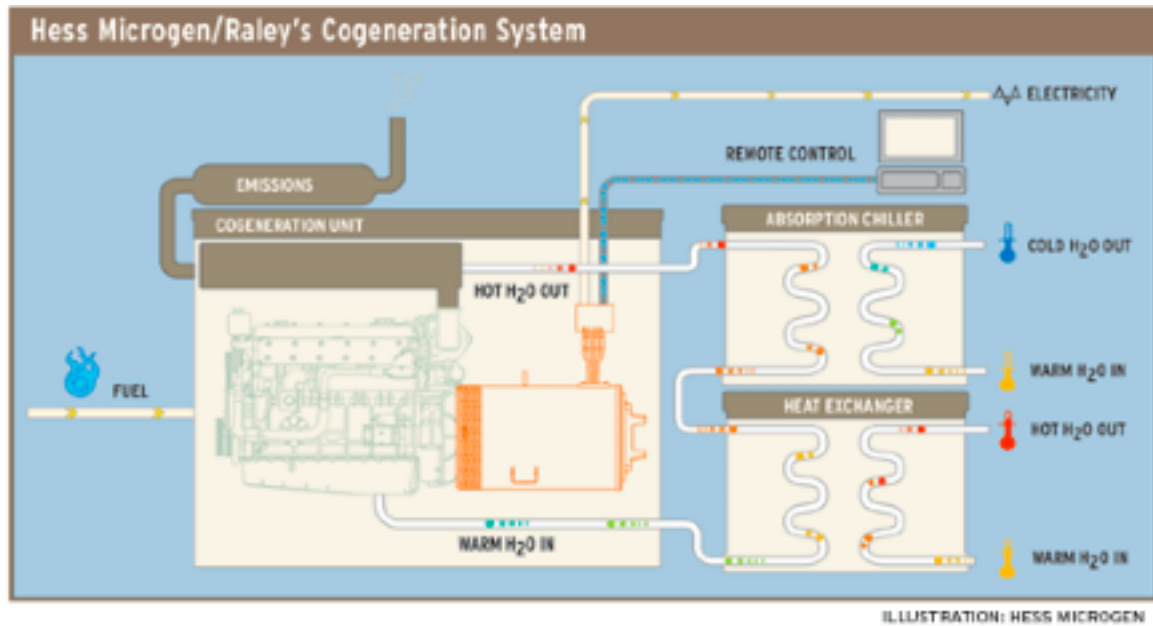 Hess Microgen/Raley's Cogeneration System
ELECTRICITY
REMOTE CONTROL
EMISSIONS
COGENERATION UNIT
ABSORPTION CHILLER
COLD H2O OUT
HOT H2O OUT
WARM H2O IN
FUEL
HEAT EXCHANGER
HOT H2O OUT
WARM H2O IN
WARM H2O IN
ILLUSTRATION: HESS MICROGEN